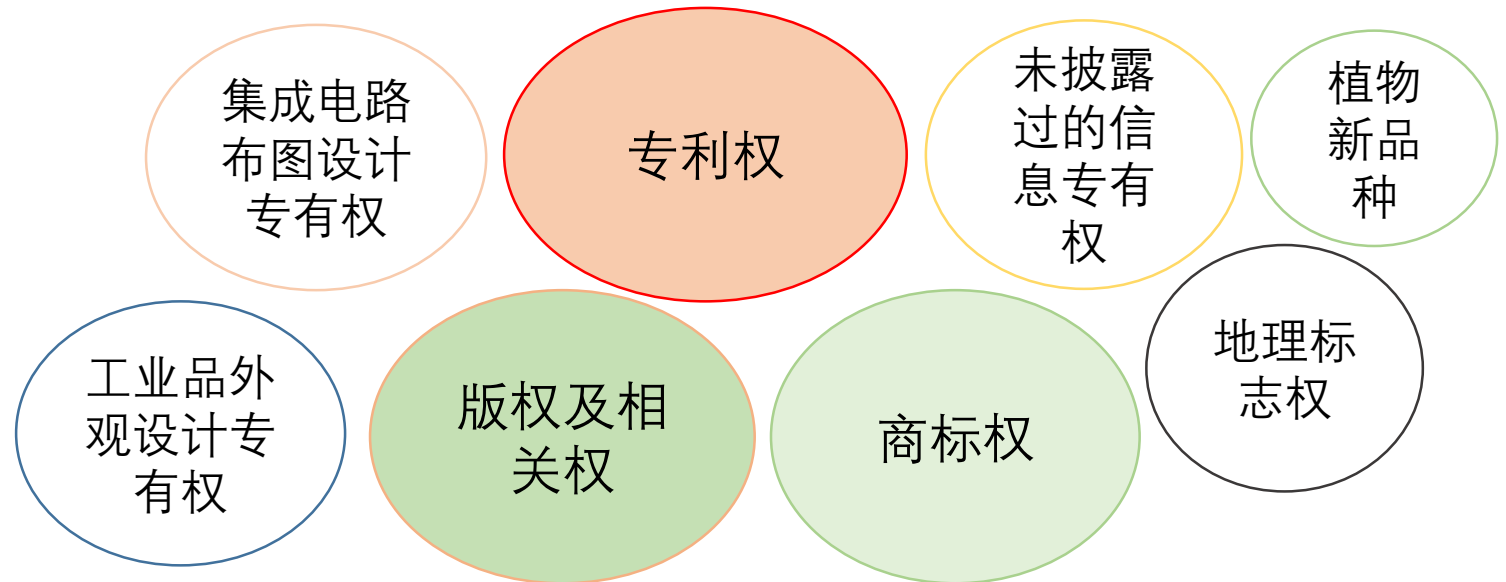 集成电路
布图设计
专有权
专利权
未披露
过的信
息专有
权
植物
新品
种
工业品外
观设计专
有权
版权及相
关权
商标权
地理标
志权